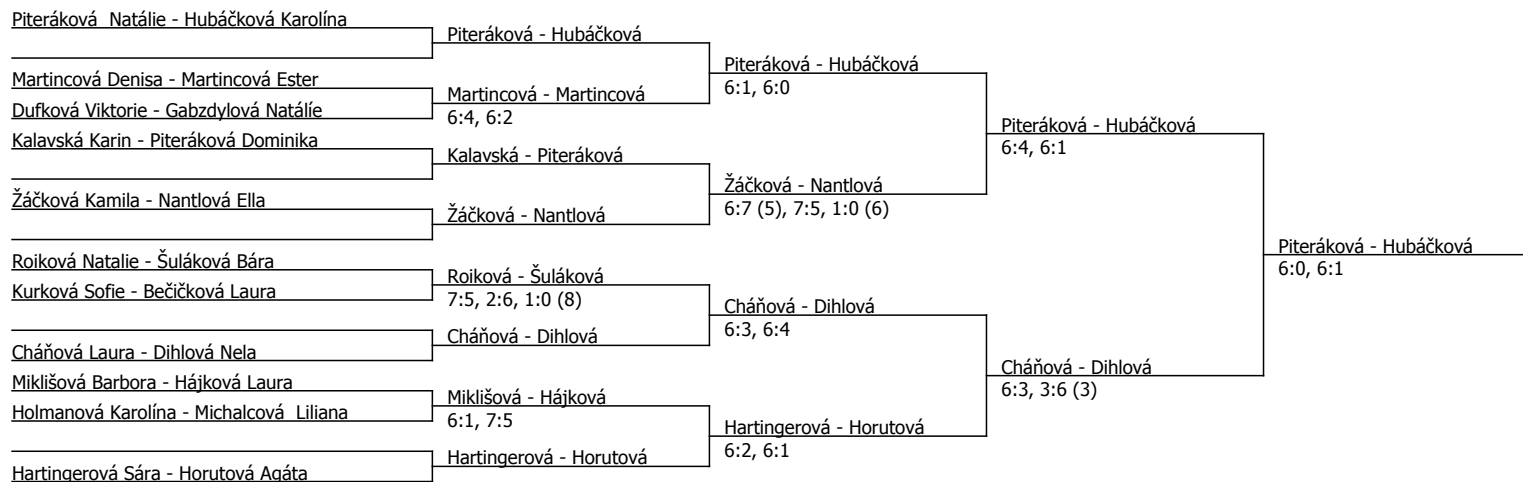 Piteráková  Natálie - Hubáčková Karolína
Piteráková - Hubáčková
Piteráková - Hubáčková
6:1, 6:0
Martincová Denisa - Martincová Ester
Martincová - Martincová
6:4, 6:2
Dufková Viktorie - Gabzdylová Natálíe
Piteráková - Hubáčková
6:4, 6:1
Kalavská Karin - Piteráková Dominika
Kalavská - Piteráková
Žáčková - Nantlová
6:7 (5), 7:5, 1:0 (6)
Žáčková Kamila - Nantlová Ella
Žáčková - Nantlová
Piteráková - Hubáčková
6:0, 6:1
Roiková Natalie - Šuláková Bára
Roiková - Šuláková
7:5, 2:6, 1:0 (8)
Kurková Sofie - Bečičková Laura
Cháňová - Dihlová
6:3, 6:4
Cháňová - Dihlová
Cháňová Laura - Dihlová Nela
Cháňová - Dihlová
6:3, 3:6 (3)
Miklišová Barbora - Hájková Laura
Miklišová - Hájková
6:1, 7:5
Holmanová Karolína - Michalcová  Liliana
Hartingerová - Horutová
6:2, 6:1
Hartingerová - Horutová
Hartingerová Sára - Horutová Agáta